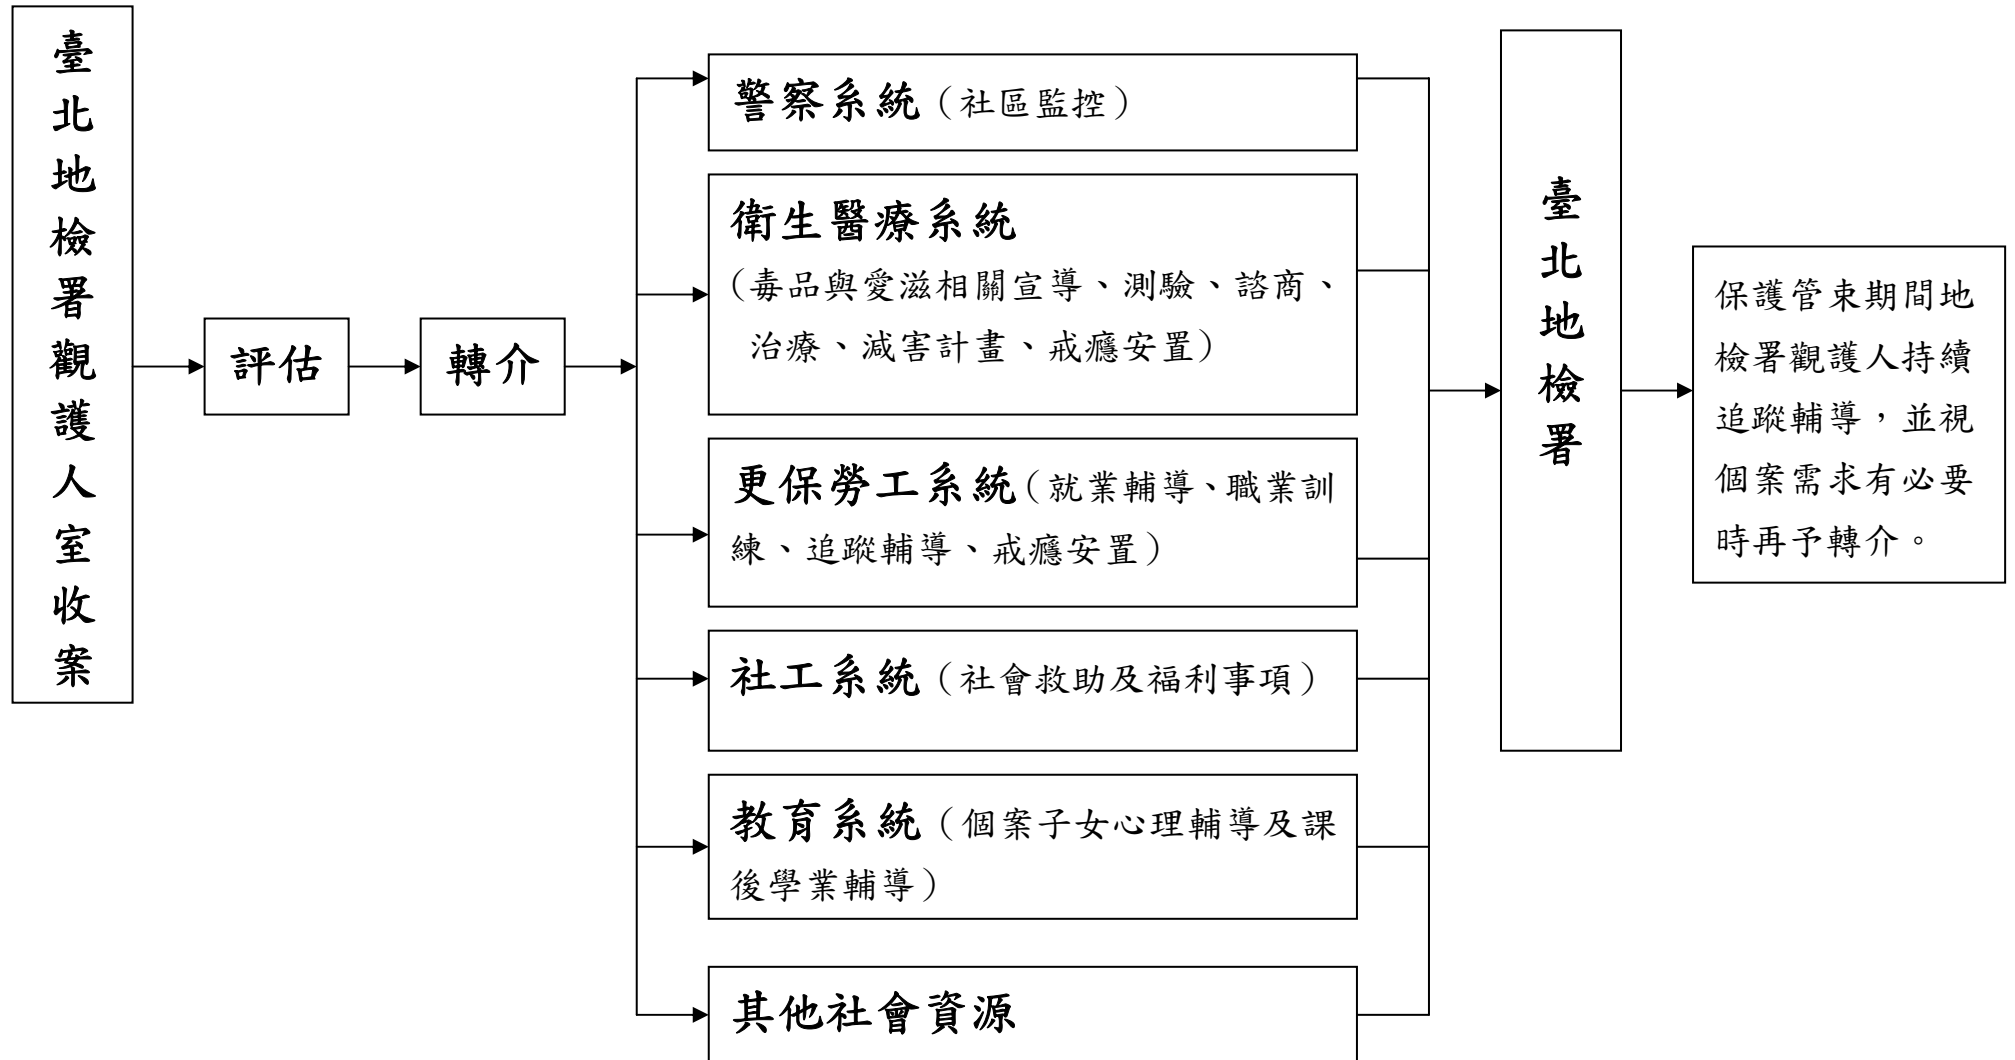 臺北地檢署觀護人室收案
評估
轉介
警察系統（社區監控）
衛生醫療系統
（毒品與愛滋相關宣導、測驗、諮商、
治療、減害計畫、戒癮安置）
更保勞工系統（就業輔導、職業訓
練、追蹤輔導、戒癮安置）
社工系統（社會救助及福利事項）
教育系統（個案子女心理輔導及課
後學業輔導）
其他社會資源
臺北地檢署
保護管束期間地
檢署觀護人持續
追蹤輔導，並視
個案需求有必要
時再予轉介。